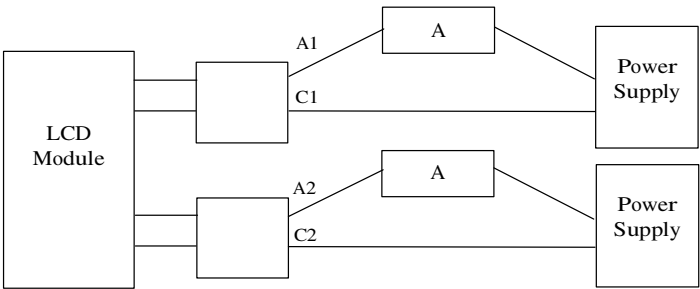 LCD
Module
A1
C1
A
Power
Supply
A2
C2
A
Power
Supply